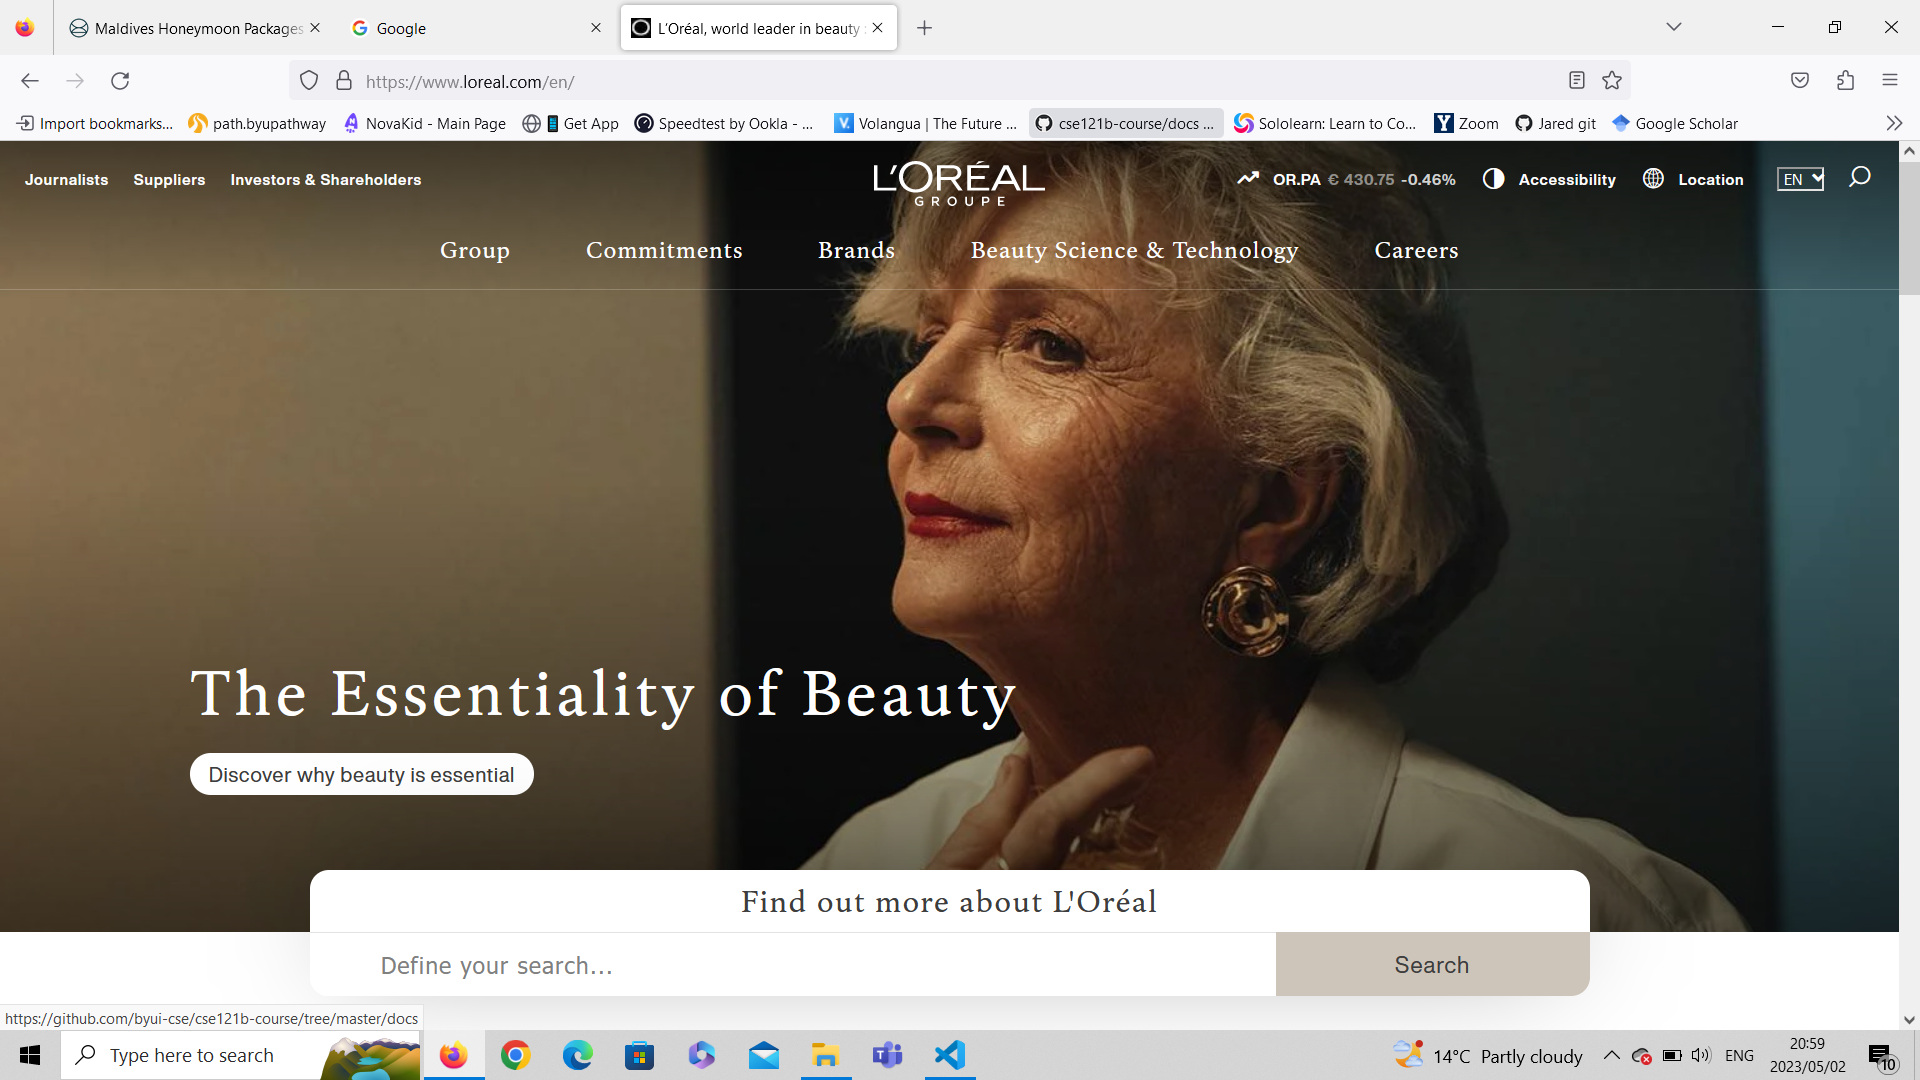 Maldives Honeymoon Packages
Google
L'Oréal, world leader in beauty :
https://www.loreal.com/en/
Import bookmarks...
path.byupathway
NovaKid - Main Page
Get App
Speedtest by Ookla - ...
Volangua | The Future ...
cse121b-course/docs ...
Sololearn: Learn to Co...
Zoom
Jared git
Google Scholar
Journalists
Suppliers
Investors & Shareholders
L'ORÉAL
GROUPE
OR.PA € 430.75 -0.46%
Accessibility
Location
EN
Group
Commitments
Brands
Beauty Science & Technology
Careers
The Essentiality of Beauty
Discover why beauty is essential
Find out more about L'Oréal
Define your search...
Search
https://github.com/byui-cse/cse121b-course/tree/master/docs
Type here to search
14°C Partly cloudy
ENG
20:59
2023/05/02
10